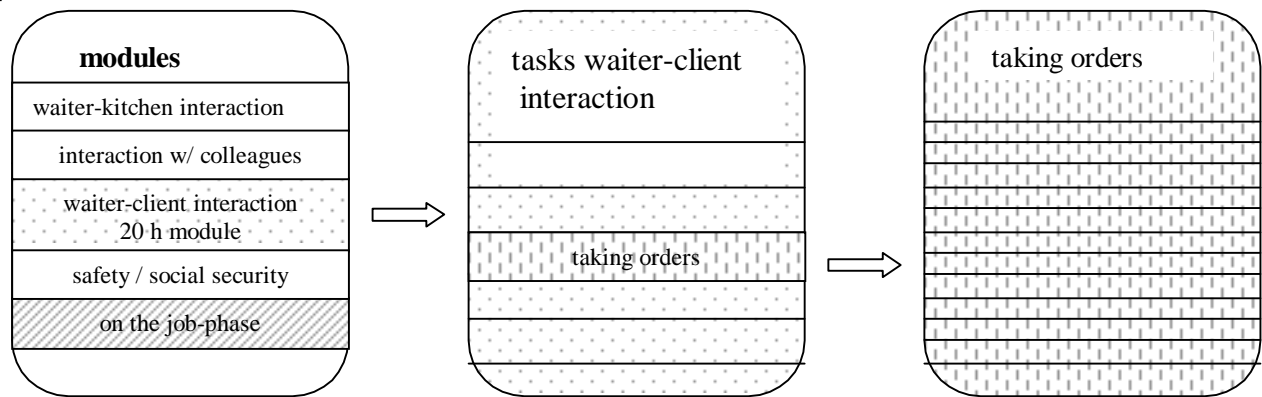 modules
waiter-kitchen interaction
interaction w/ colleagues
waiter-client interaction
20 h module
safety / social security
on the job-phase
tasks waiter-client
interaction
taking orders
taking orders